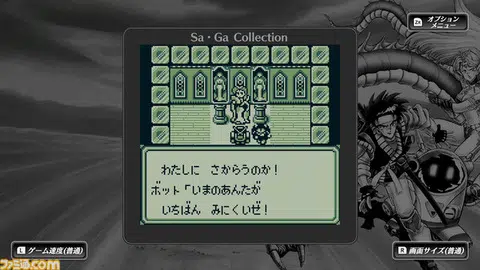 Sa・Ga Collection
ZR オプション
メニュー
わたしに さからうのか！
ボット「いまのあんたが
いちばん みにくいぜ！
L ゲーム速度(普通)
R 画面サイズ(普通)
ファミ通.com